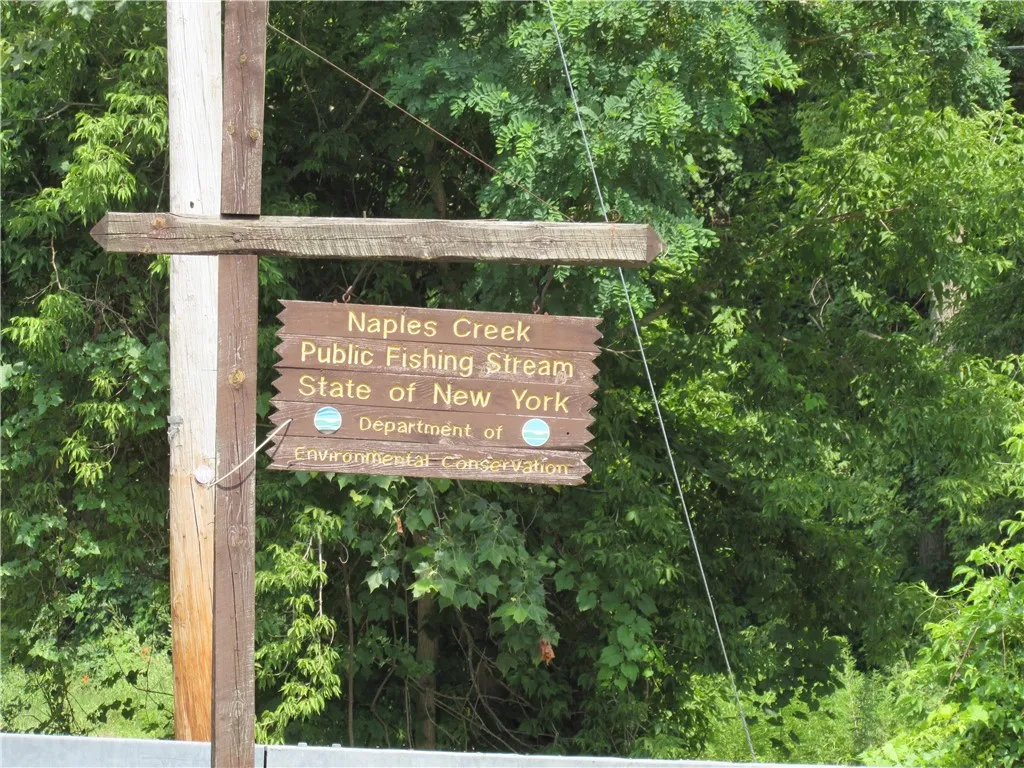 Naples Creek
Public Fishing Stream
State of New York
Department of
Environmental Conservation